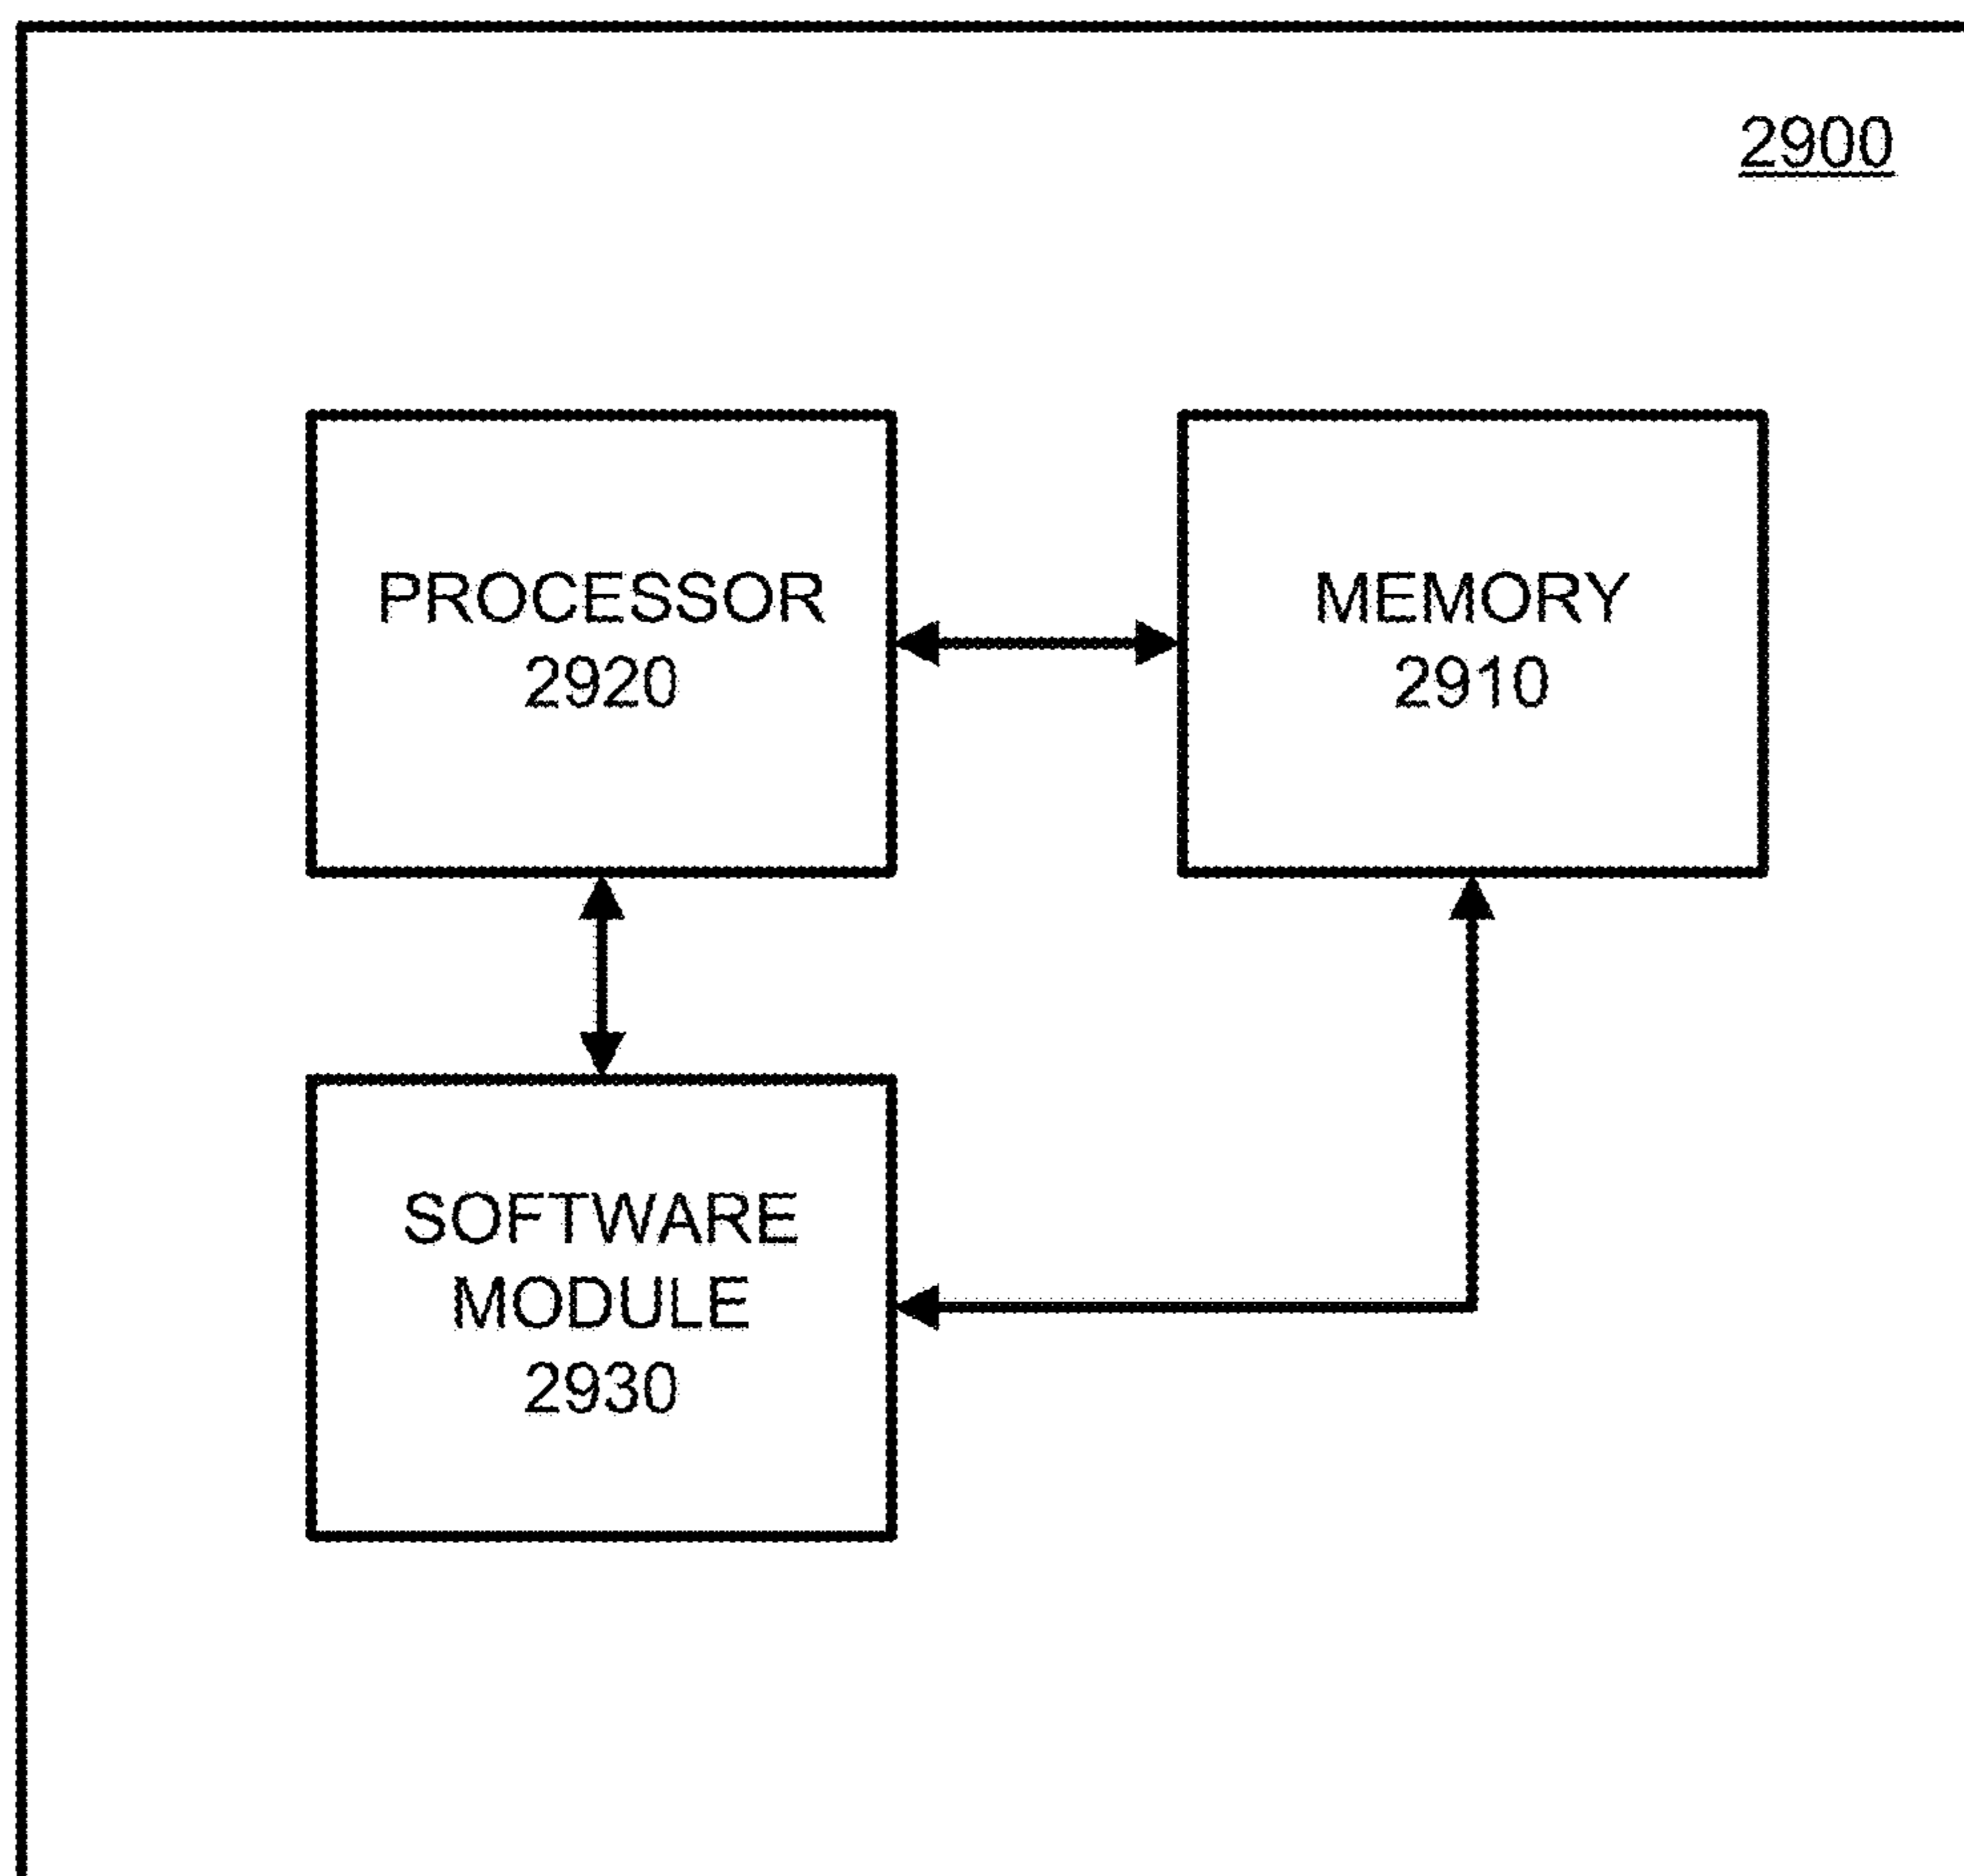 2900
PROCESSOR
2920
MEMORY
2910
SOFTWARE
MODULE
2930